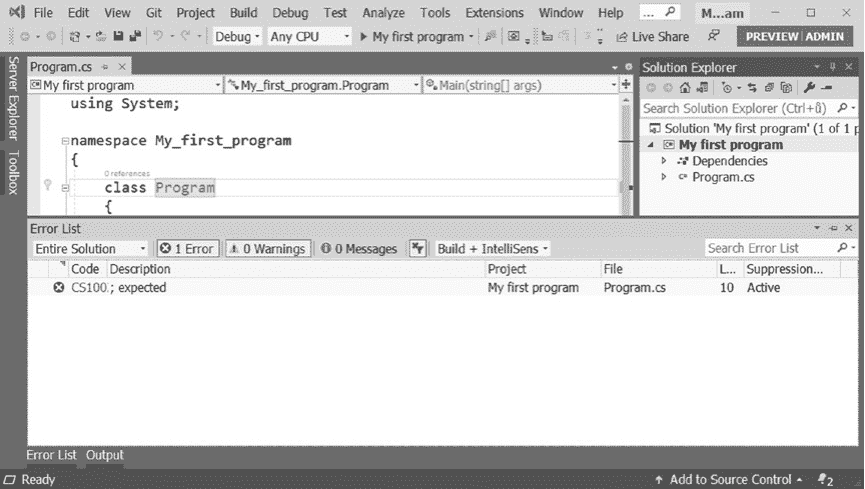 File Edit View Git Project Build Debug Test Analyze Tools Extensions Window Help ... M...am
Debug Any CPU My first program Live Share PREVIEW | ADMIN
Server Explorer
Toolbox
Program.cs
My first program My_first_program.Program Main(string[] args)
using System;
namespace My_first_program
{
0 references
class Program
{
Solution Explorer
Search Solution Explorer (Ctrl+ű)
Solution 'My first program' (1 of 1 p
My first program
Dependencies
Program.cs
Error List
Entire Solution 1 Error 0 Warnings 0 Messages Build + IntelliSens Search Error List
Code Description Project File L... Suppression...
CS100 ; expected My first program Program.cs 10 Active
Error List Output
Ready Add to Source Control 2